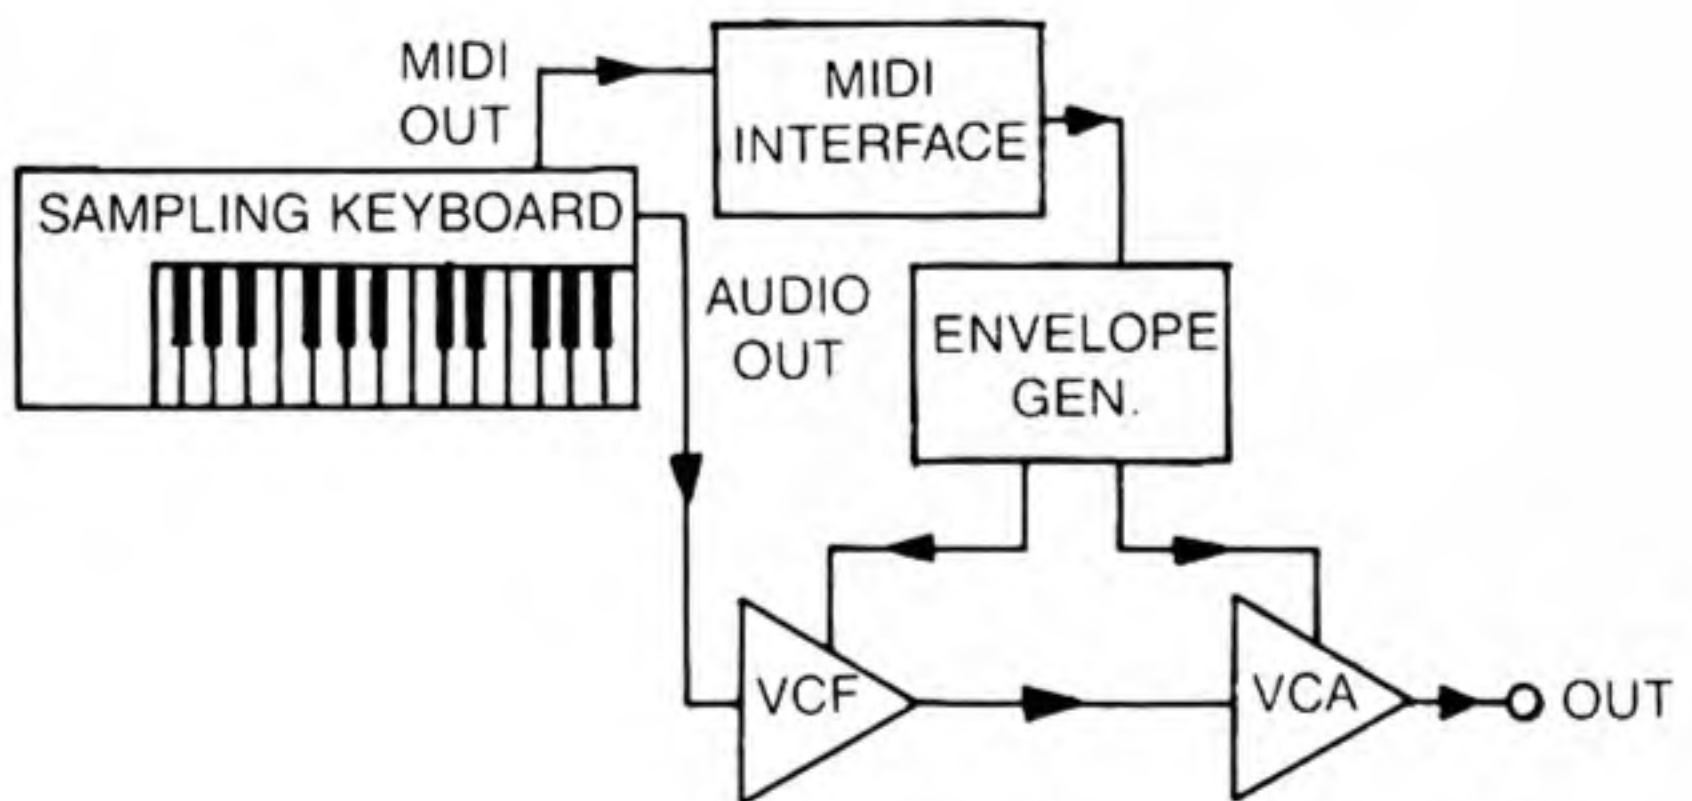 MIDI
OUT
MIDI
INTERFACE
SAMPLING KEYBOARD
AUDIO
OUT
ENVELOPE
GEN.
VCF
VCA
OUT